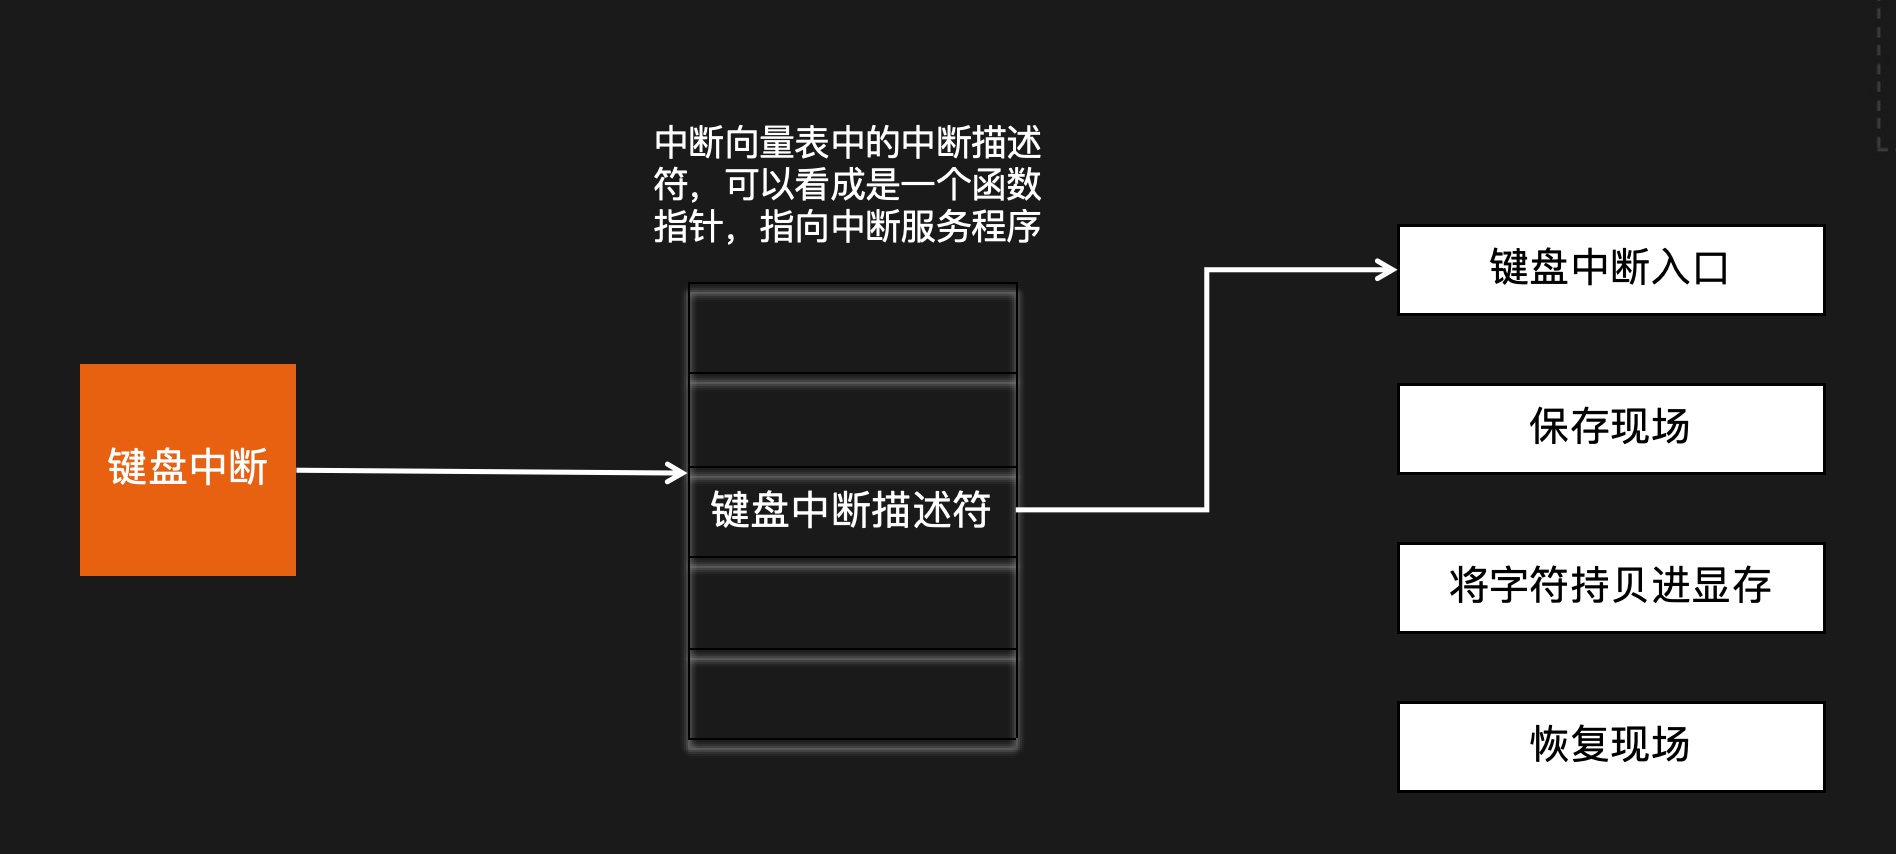 中断向量表中的中断描述
符，可以看成是一个函数
指针，指向中断服务程序
键盘中断
键盘中断描述符
键盘中断入口
保存现场
将字符持贝进显存
恢复现场